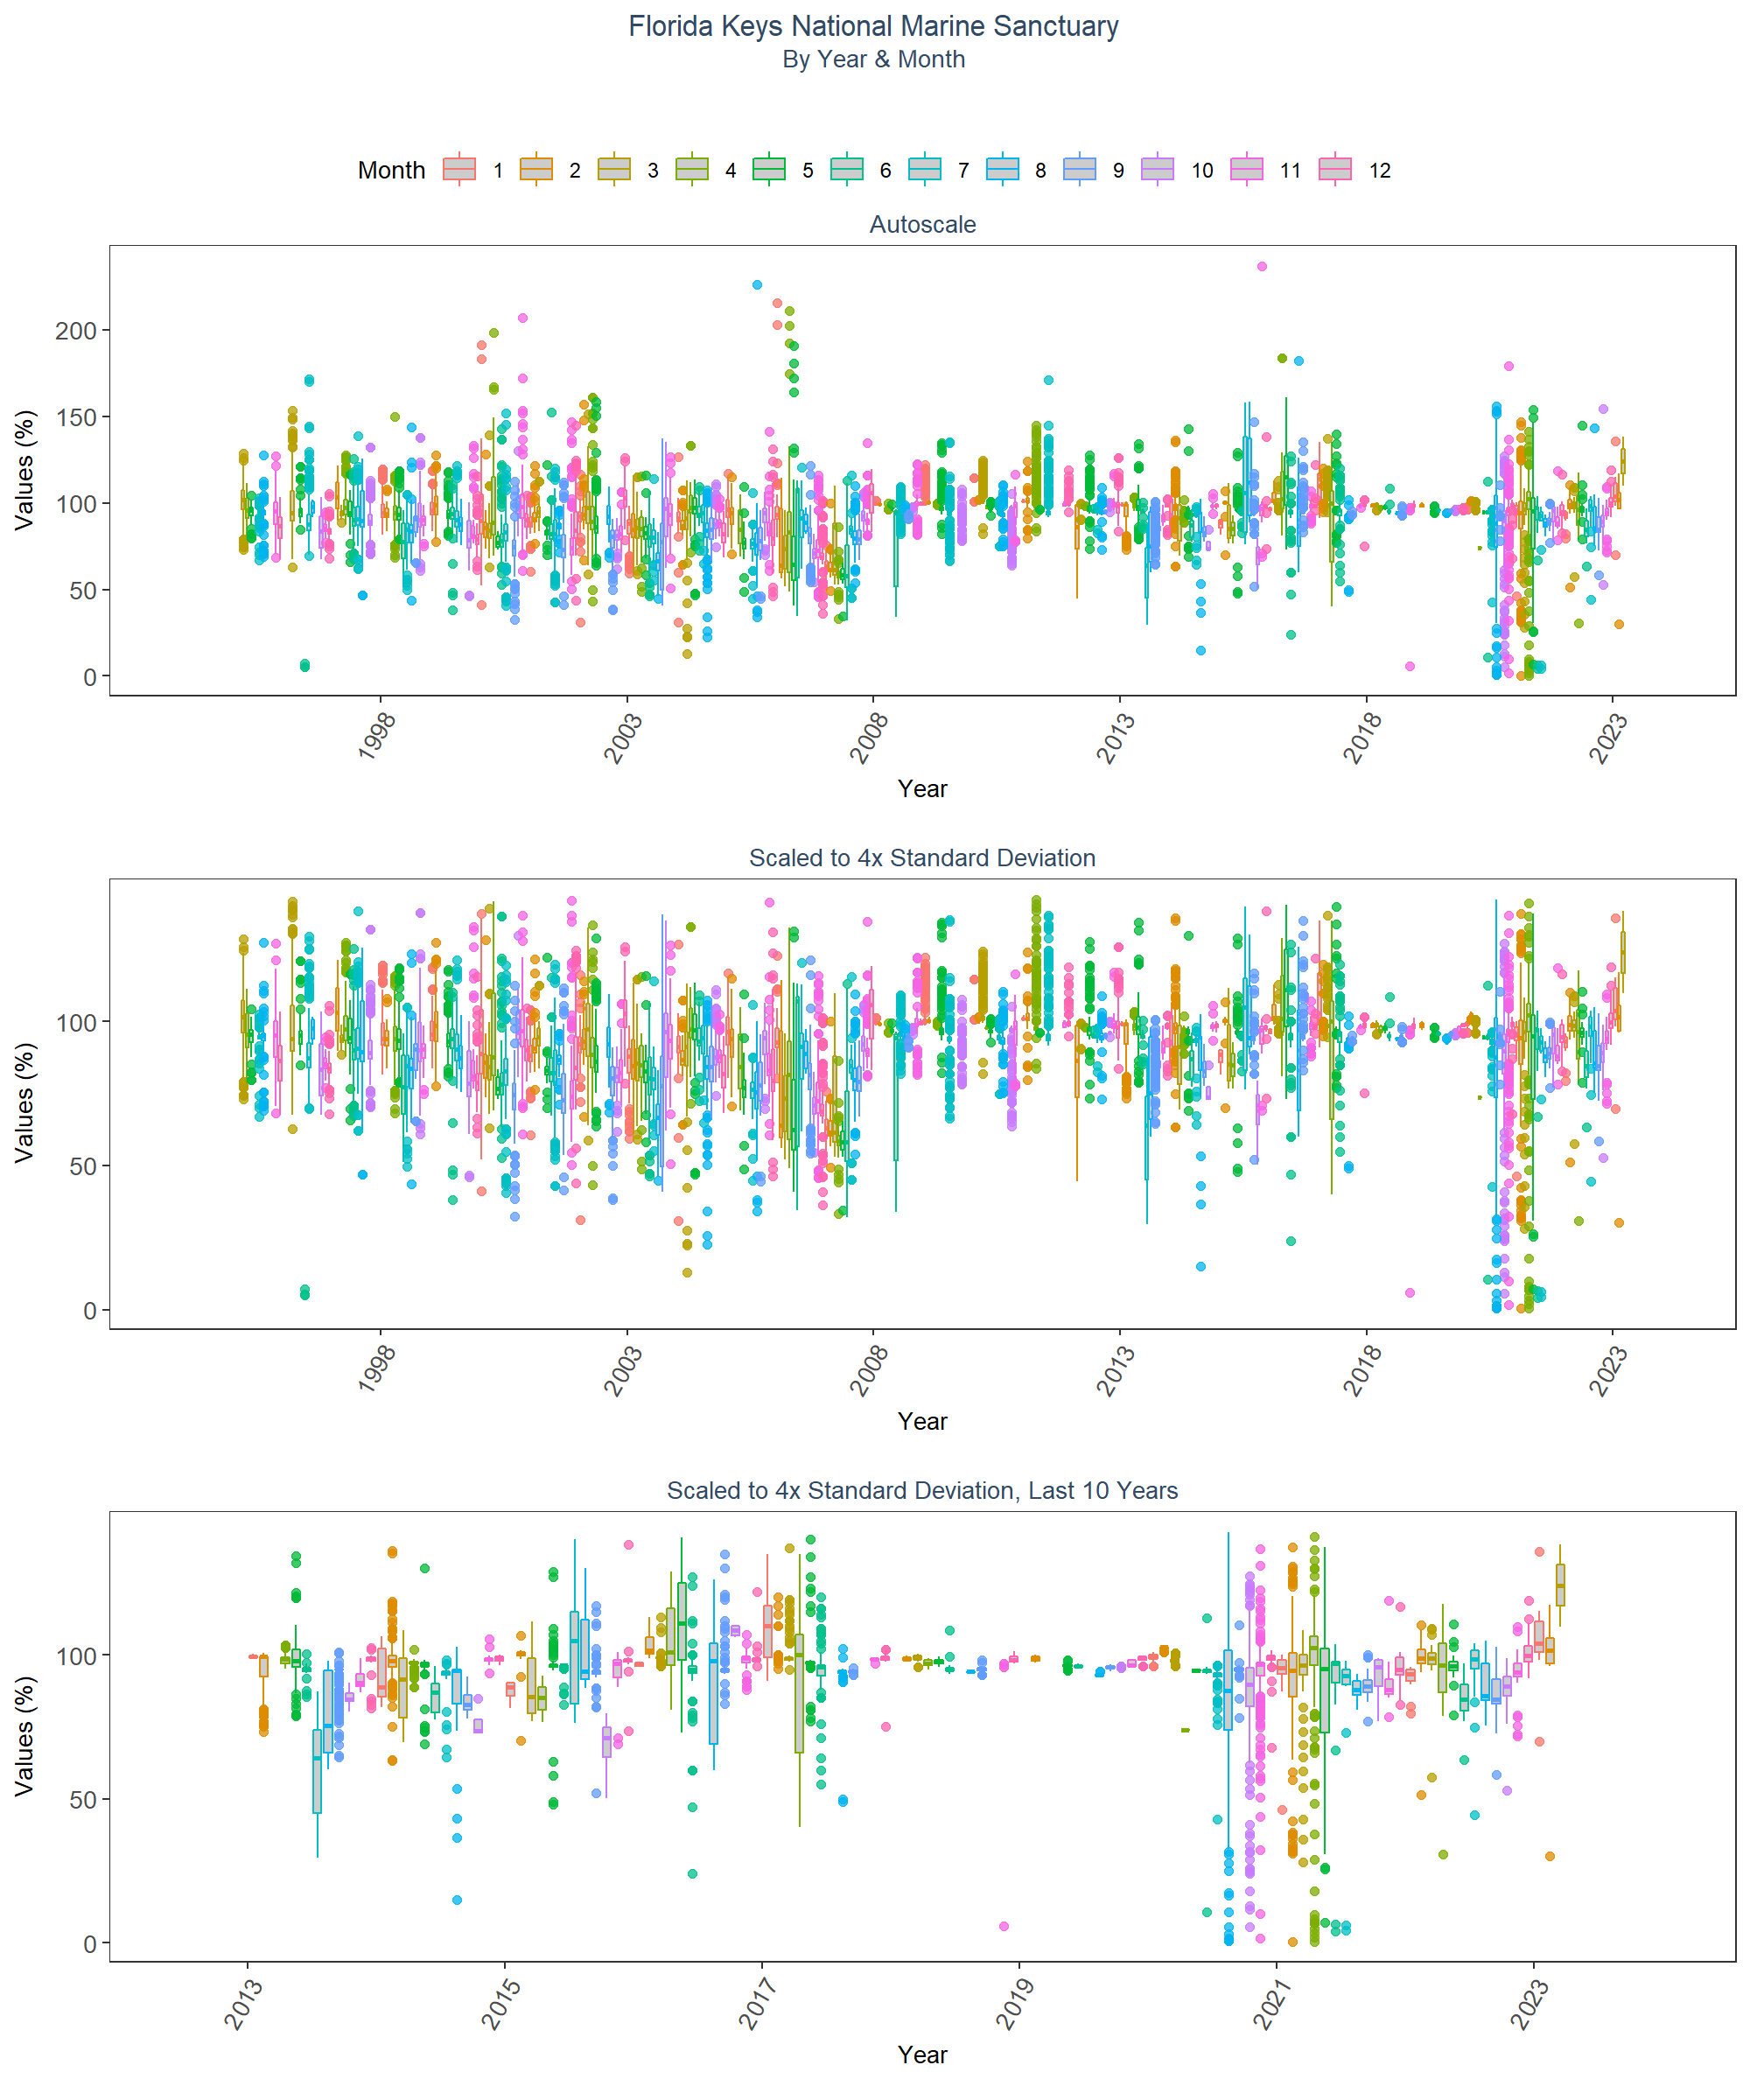 Florida Keys National Marine Sanctuary
By Year & Month
Month 1 2 3 4 5 6 7 8 9 10 11 12
Autoscale
Values (%)
200
150
100
50
0
1998 2003 2008 2013 2018 2023
Year
Scaled to 4x Standard Deviation
Values (%)
100
50
0
1998 2003 2008 2013 2018 2023
Year
Scaled to 4x Standard Deviation, Last 10 Years
Values (%)
100
50
0
2013 2015 2017 2019 2021 2023
Year